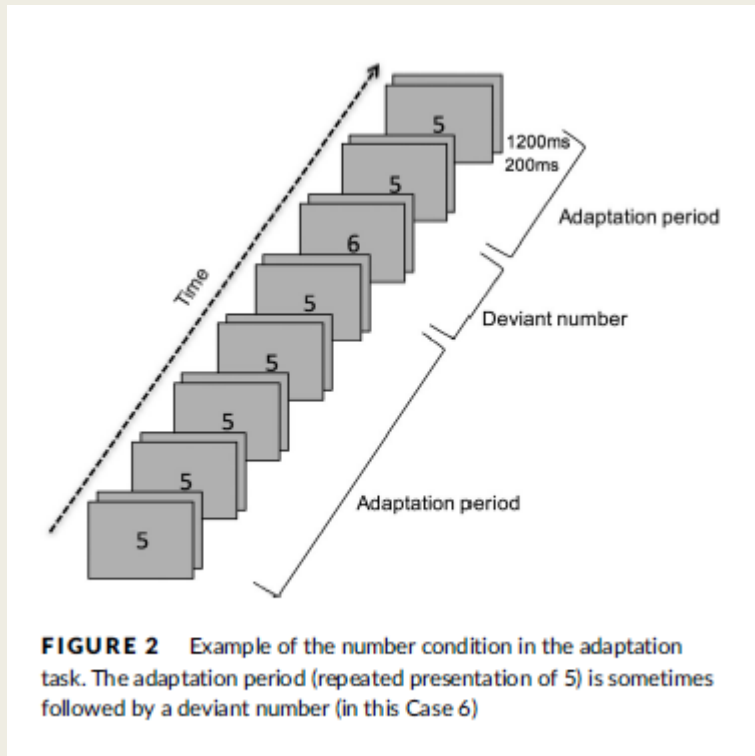 5
1200ms
200ms
5
Adaptation period
6
Time
5
Deviant number
5
5
5
Adaptation period
5
FIGURE 2 Example of the number condition in the adaptation
task. The adaptation period (repeated presentation of 5) is sometimes
followed by a deviant number (in this Case 6)